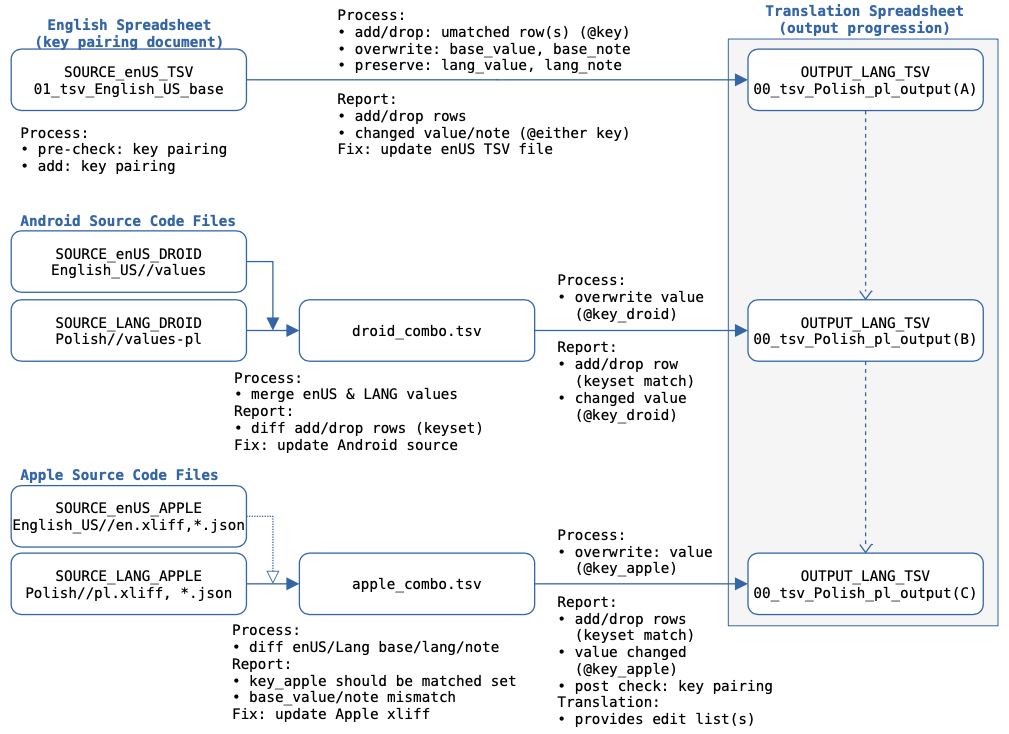 English Spreadsheet
(key pairing document)
SOURCE_enUS_TSV
01_tsv_English_US_base
Process:
• pre-check: key pairing
• add: key pairing
Process:
• add/drop: umatched row(s) (@key)
• overwrite: base_value, base_note
• preserve: lang_value, lang_note
Report:
• add/drop rows
• changed value/note (@either key)
Fix: update enUS TSV file
Translation Spreadsheet
(output progression)
OUTPUT_LANG_TSV
00_tsv_Polish_pl_output(A)
Android Source Code Files
SOURCE_enUS_DROID
English_US//values
SOURCE_LANG_DROID
Polish//values-pl
droid_combo.tsv
Process:
• merge enUS & LANG values
Report:
• diff add/drop rows (keyset)
Fix: update Android source
Process:
• overwrite value
(@key_droid)
Report:
• add/drop row
(keyset match)
• changed value
(@key_droid)
OUTPUT_LANG_TSV
00_tsv_Polish_pl_output(B)
Apple Source Code Files
SOURCE_enUS_APPLE
English_US//en.xliff,*.json
SOURCE_LANG_APPLE
Polish//pl.xliff, *.json
apple_combo.tsv
Process:
• diff enUS/Lang base/lang/note
Report:
• key_apple should be matched set
• base_value/note mismatch
Fix: update Apple xliff
Process:
• overwrite: value
(@key_apple)
Report:
• add/drop rows
(keyset match)
• value changed
(@key_apple)
• post check: key pairing
Translation:
• provides edit list(s)
OUTPUT_LANG_TSV
00_tsv_Polish_pl_output(C)